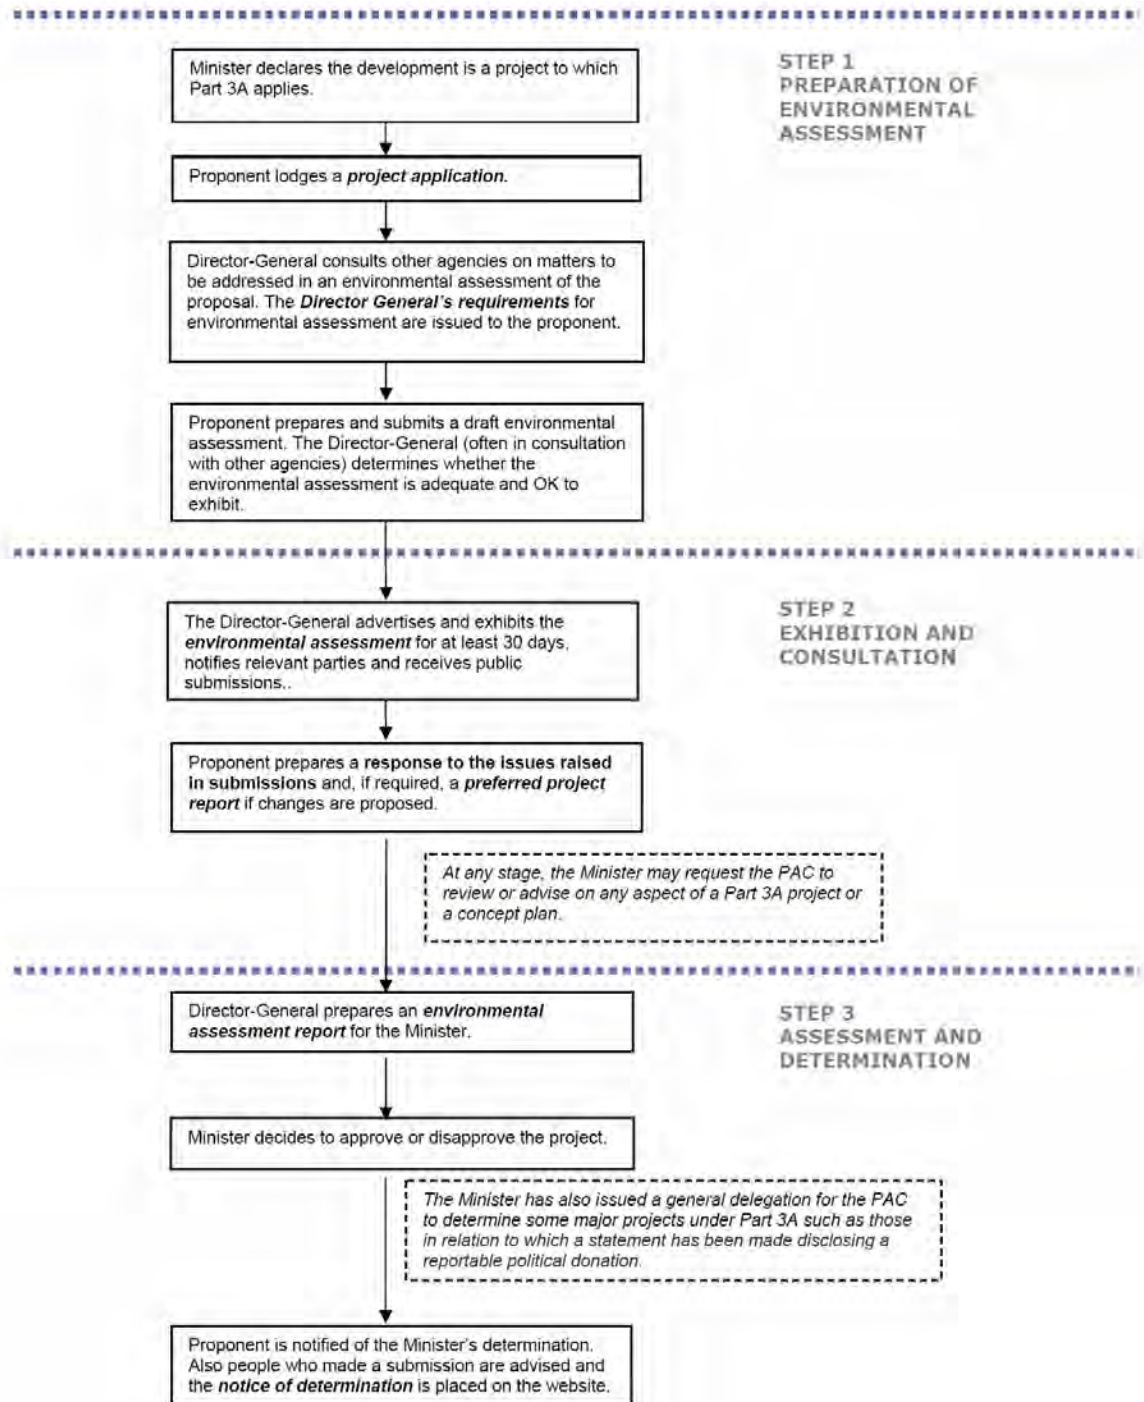 STEP 1
PREPARATION OF
ENVIRONMENTAL
ASSESSMENT
Minister declares the development is a project to which
Part 3A applies.
Proponent lodges a project application.
Director-General consults other agencies on matters to
be addressed in an environmental assessment of the
proposal. The Director General's requirements for
environmental assessment are issued to the proponent.
Proponent prepares and submits a draft environmental
assessment. The Director-General (often in consultation
with other agencies) determines whether the
environmental assessment is adequate and OK to
exhibit.
STEP 2
EXHIBITION AND
CONSULTATION
The Director-General advertises and exhibits the
environmental assessment for at least 30 days,
notifies relevant parties and receives public
submissions..
Proponent prepares a response to the issues raised
in submissions and, if required, a preferred project
report if changes are proposed.
At any stage, the Minister may request the PAC to
review or advise on any aspect of a Part 3A project or
a concept plan.
STEP 3
ASSESSMENT AND
DETERMINATION
Director-General prepares an environmental
assessment report for the Minister.
Minister decides to approve or disapprove the project.
The Minister has also issued a general delegation for the PAC
to determine some major projects under Part 3A such as those
in relation to which a statement has been made disclosing a
reportable political donation.
Proponent is notified of the Minister's determination.
Also people who made a submission are advised and
the notice of determination is placed on the website.